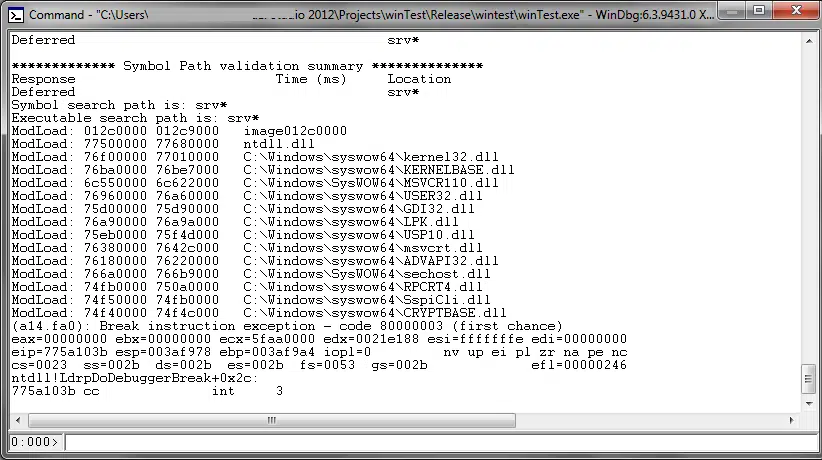 Command - "C:\Users\ Studio 2012\Projects\winTest\Release\wintest\winTest.exe" - WinDbg:6.3.9431.0 X...
Deferred srv*
************* Symbol Path validation summary **************
Response Time (ms) Location
Deferred srv*
Symbol search path is: srv*
Executable search path is: srv*
ModLoad: 012c0000 012c9000 image012c0000
ModLoad: 77500000 77680000 ntdll.dll
ModLoad: 76f00000 77010000 C:\Windows\syswow64\kernel32.dll
ModLoad: 76ba0000 76be7000 C:\Windows\syswow64\KERNELBASE.dll
ModLoad: 6c550000 6c622000 C:\Windows\SysWOW64\MSVCR110.dll
ModLoad: 76960000 76a60000 C:\Windows\syswow64\USER32.dll
ModLoad: 75d00000 75d90000 C:\Windows\syswow64\GDI32.dll
ModLoad: 76a90000 76a9a000 C:\Windows\syswow64\LPK.dll
ModLoad: 75eb0000 75f4d000 C:\Windows\syswow64\USP10.dll
ModLoad: 76380000 7642c000 C:\Windows\syswow64\msvcrt.dll
ModLoad: 76180000 76220000 C:\Windows\syswow64\ADVAPI32.dll
ModLoad: 766a0000 766b9000 C:\Windows\SysWOW64\sechost.dll
ModLoad: 74fb0000 750a0000 C:\Windows\syswow64\RPCRT4.dll
ModLoad: 74f50000 74fb0000 C:\Windows\syswow64\SspiCli.dll
ModLoad: 74f40000 74f4c000 C:\Windows\syswow64\CRYPTBASE.dll
(a14.fa0): Break instruction exception - code 80000003 (first chance)
eax=00000000 ebx=00000000 ecx=5faa0000 edx=0021e188 esi=fffffffe edi=00000000
eip=775a103b esp=003af978 ebp=003af9a4 iopl=0 nv up ei pl zr na pe nc
cs=0023 ss=002b ds=002b es=002b fs=0053 gs=002b efl=00000246
ntdll!LdrpDoDebuggerBreak+0x2c:
775a103b cc int 3
0:000>